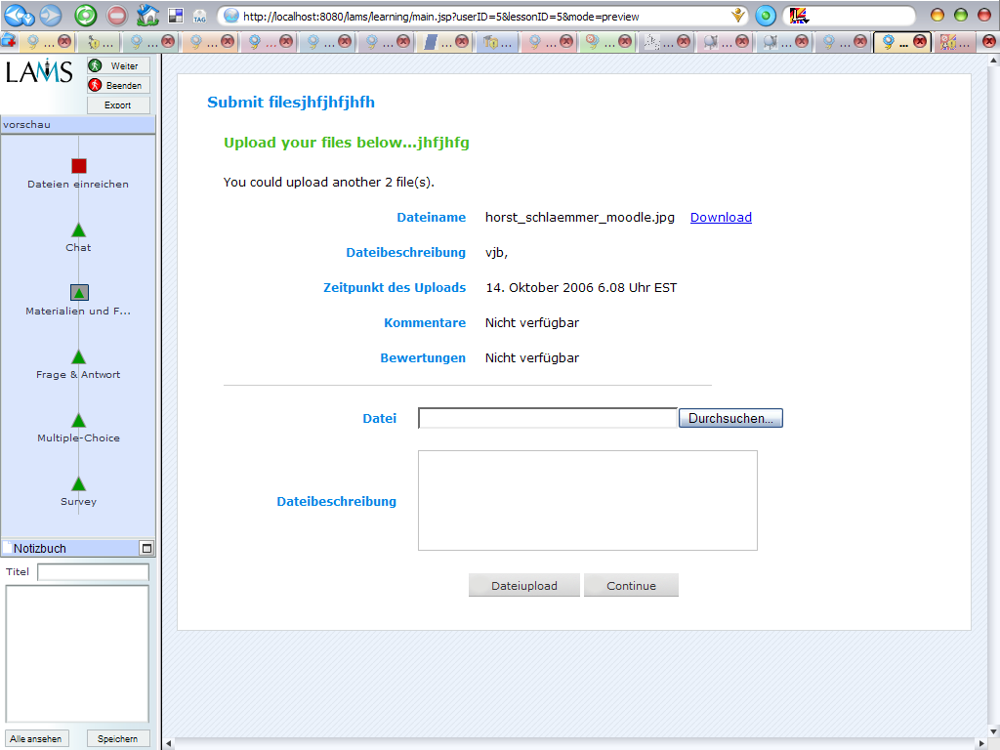 http://localhost:8080/lams/learning/main.jsp?userID=5&lessonID=5&mode=preview
TAG
LAMS
Weiter
Beenden
Export
vorschau
Dateien einreichen
Chat
Materialien und F...
Frage & Antwort
Multiple-Choice
Survey
Notizbuch
Titel
Alle ansehen
Speichern
Submit filesjhfjhfjhfh
Upload your files below...jhfjhfg
You could upload another 2 file(s).
Dateiname horst_schlaemmer_moodle.jpg Download
Dateibeschreibung vjb,
Zeitpunkt des Uploads 14. Oktober 2006 6.08 Uhr EST
Kommentare Nicht verfügbar
Bewertungen Nicht verfügbar
Datei Durchsuchen...
Dateibeschreibung
Dateiupload Continue